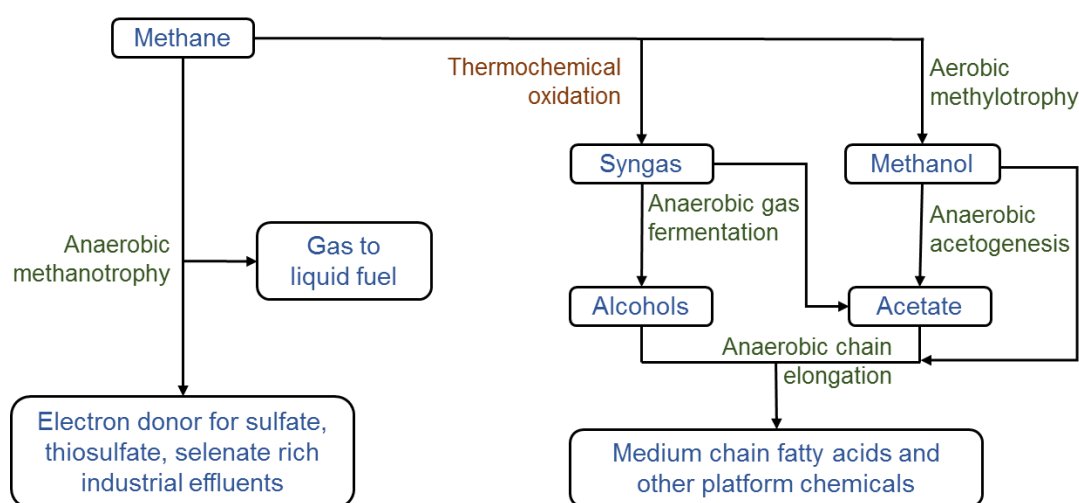 Methane
Thermochemical
oxidation
Aerobic
methylotrophy
Syngas
Methanol
Anaerobic gas
fermentation
Anaerobic
acetogenesis
Anaerobic
methanotrophy
Gas to
liquid fuel
Alcohols
Acetate
Anaerobic chain
elongation
Electron donor for sulfate,
thiosulfate, selenate rich
industrial effluents
Medium chain fatty acids and
other platform chemicals